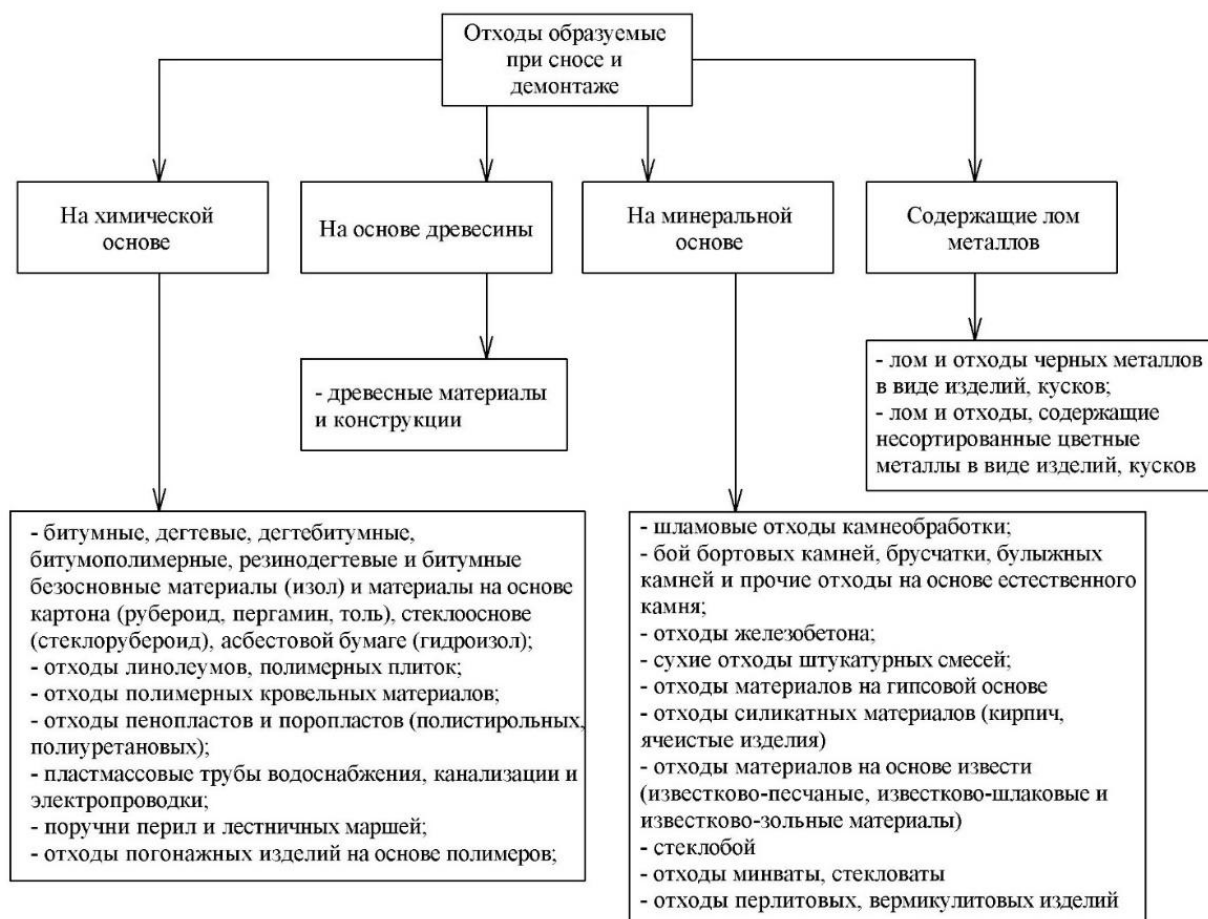 Отходы образуемые
при сносе и
демонтаже
На химической
основе
На основе древесины
На минеральной
основе
Содержащие лом
металлов
- древесные материалы
и конструкции
- лом и отходы черных металлов
в виде изделий, кусков;
- лом и отходы, содержащие
несортированные цветные
металлы в виде изделий, кусков
- битумные, дегтевые, дегтебитумные,
битумополимерные, резинодегтевые и битумные
безосновные материалы (изол) и материалы на основе
картона (рубероид, пергамин, толь), стеклооснове
(стеклорубероид), асбестовой бумаге (гидроизол);
- отходы линолеумов, полимерных плиток;
- отходы полимерных кровельных материалов;
- отходы пенопластов и поропластов (полистирольных,
полиуретановых);
- пластмассовые трубы водоснабжения, канализации и
электропроводки;
- поручни перил и лестничных маршей;
- отходы погонажных изделий на основе полимеров;
- шламовые отходы камнеобработки;
- бой бортовых камней, брусчатки, булыжных
камней и прочие отходы на основе естественного
камня;
- отходы железобетона;
- сухие отходы штукатурных смесей;
- отходы материалов на гипсовой основе
- отходы силикатных материалов (кирпич,
ячеистые изделия)
- отходы материалов на основе извести
(известково-песчаные, известково-шлаковые и
известково-зольные материалы)
- стеклобой
- отходы минваты, стекловаты
- отходы перлитовых, вермикулитовых изделий